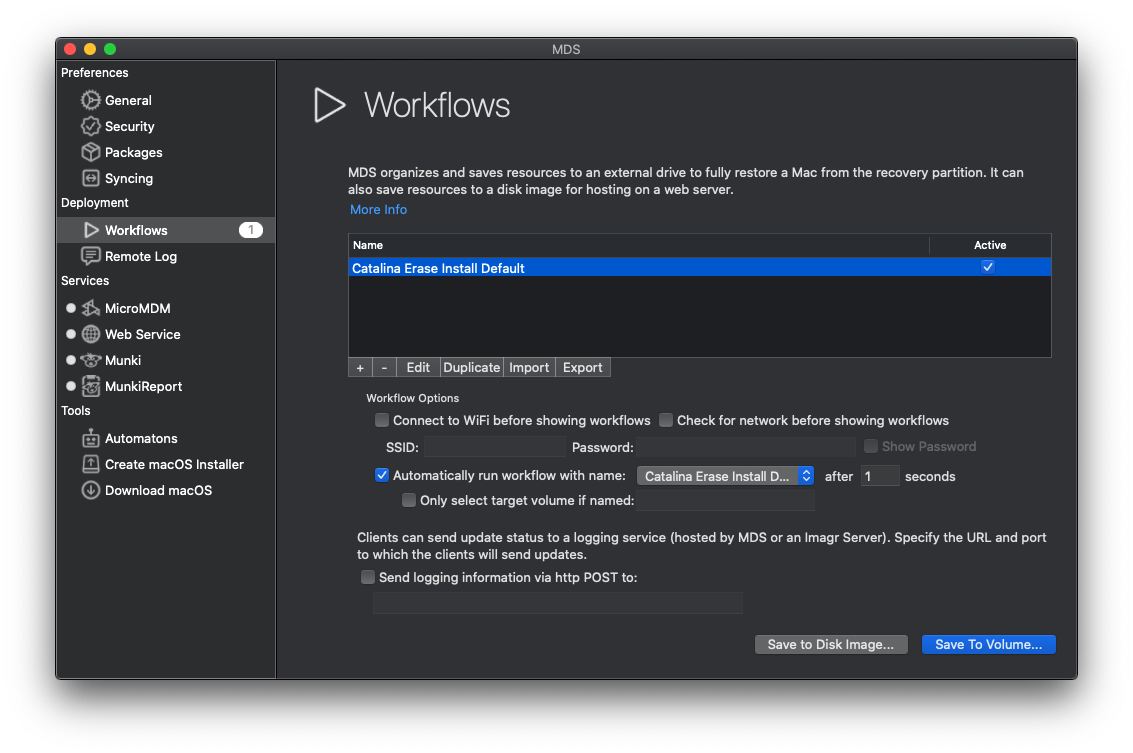 MDS
Preferences
General
Security
Packages
Syncing
Deployment
Workflows 1
Remote Log
Services
MicroMDM
Web Service
Munki
MunkiReport
Tools
Automatons
Create macOS Installer
Download macOS
Workflows
MDS organizes and saves resources to an external drive to fully restore a Mac from the recovery partition. It can
also save resources to a disk image for hosting on a web server.
More Info
Name Active
Catalina Erase Install Default
+ - Edit Duplicate Import Export
Workflow Options
Connect to WiFi before showing workflows Check for network before showing workflows
SSID: Password: Show Password
Automatically run workflow with name: Catalina Erase Install D... after 1 seconds
Only select target volume if named:
Clients can send update status to a logging service (hosted by MDS or an Imagr Server). Specify the URL and port
to which the clients will send updates.
Send logging information via http POST to:
Save to Disk Image... Save To Volume...